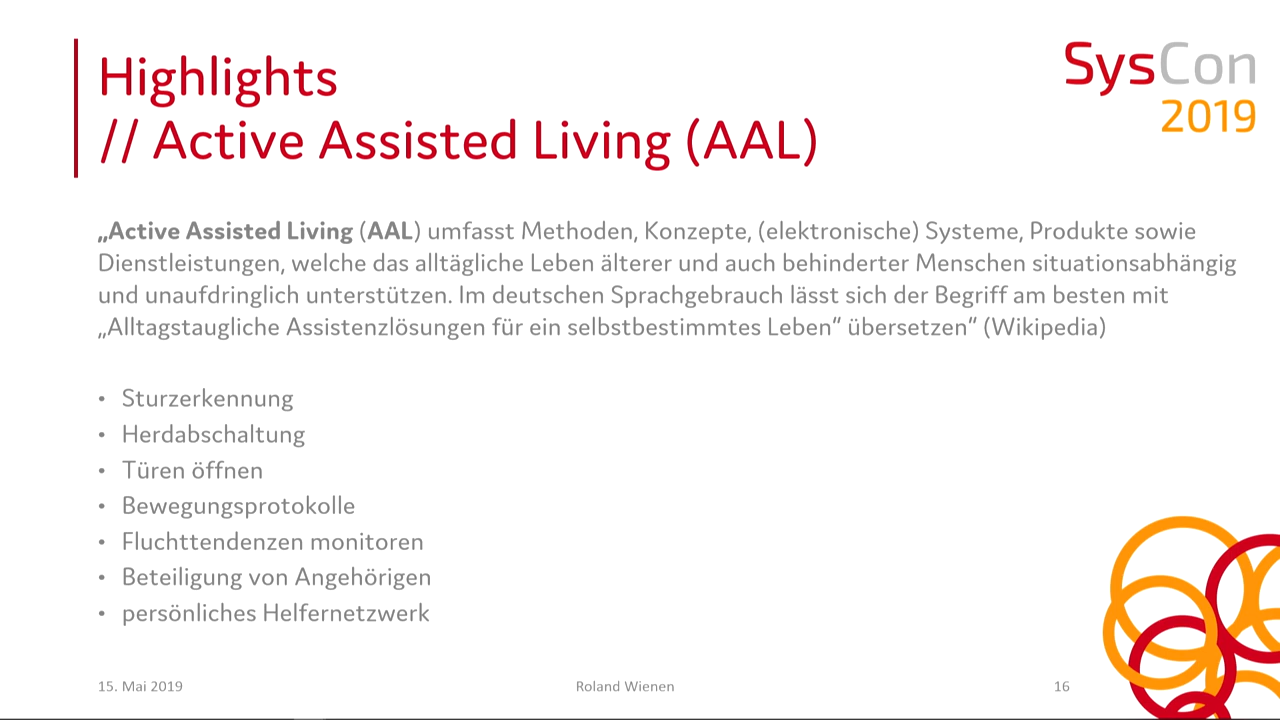 Highlights
// Active Assisted Living (AAL)
SysCon
2019
„Active Assisted Living (AAL) umfasst Methoden, Konzepte, (elektronische) Systeme, Produkte sowie
Dienstleistungen, welche das alltägliche Leben älterer und auch behinderter Menschen situationsabhängig
und unaufdringlich unterstützen. Im deutschen Sprachgebrauch lässt sich der Begriff am besten mit
„Alltagstaugliche Assistenzlösungen für ein selbstbestimmtes Leben“ übersetzen“ (Wikipedia)
• Sturzerkennung
• Herdabschaltung
• Türen öffnen
• Bewegungsprotokolle
• Fluchttendenzen monitoren
• Beteiligung von Angehörigen
• persönliches Helfernetzwerk
15. Mai 2019
Roland Wienen
16